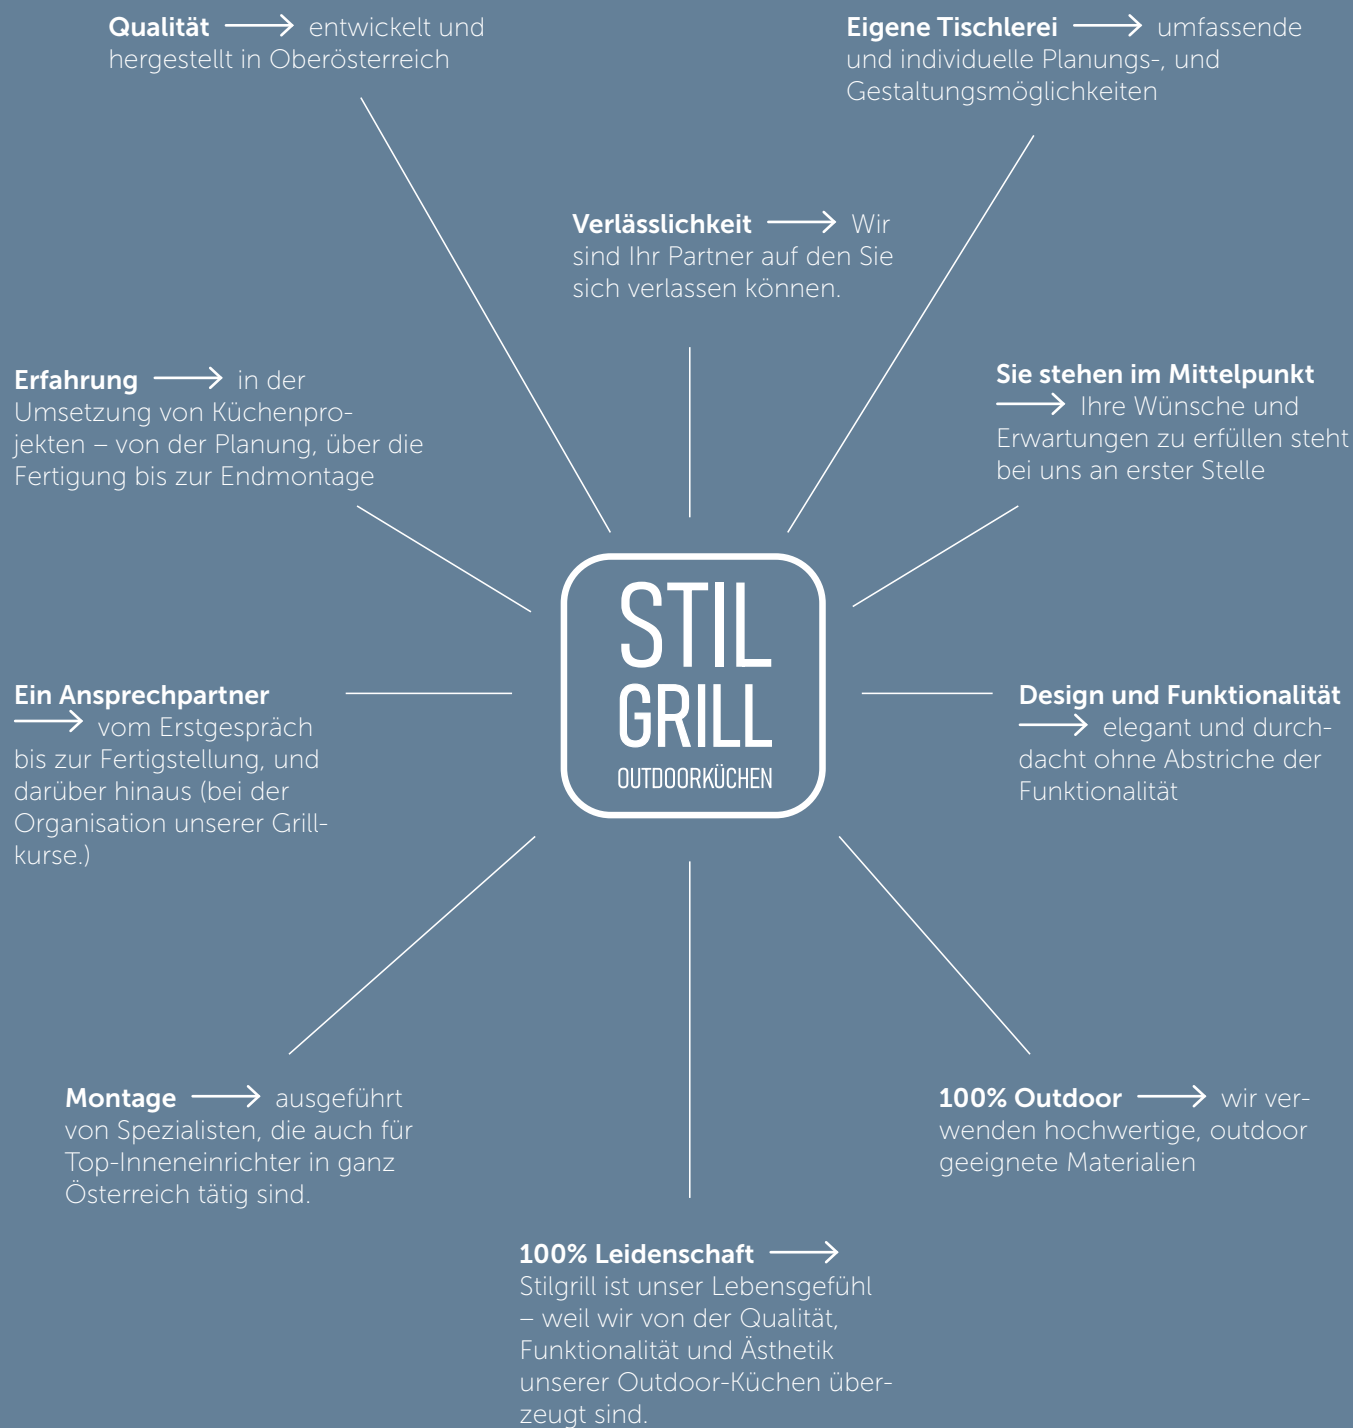 Qualität → entwickelt und
hergestellt in Oberösterreich
Eigene Tischlerei → umfassende
und individuelle Planungs-, und
Gestaltungsmöglichkeiten
Verlässlichkeit → Wir
sind Ihr Partner auf den Sie
sich verlassen können.
Erfahrung → in der
Umsetzung von Küchenpro-
jekten – von der Planung, über die
Fertigung bis zur Endmontage
Sie stehen im Mittelpunkt
→ Ihre Wünsche und
Erwartungen zu erfüllen steht
bei uns an erster Stelle
STIL
GRILL
OUTDOORKÜCHEN
Ein Ansprechpartner
→ vom Erstgespräch
bis zur Fertigstellung, und
darüber hinaus (bei der
Organisation unserer Grill-
kurse.)
Design und Funktionalität
→ elegant und durch-
dacht ohne Abstriche der
Funktionalität
Montage → ausgeführt
von Spezialisten, die auch für
Top-Inneneinrichter in ganz
Österreich tätig sind.
100% Outdoor → wir ver-
wenden hochwertige, outdoor
geeignete Materialien
100% Leidenschaft →
Stilgrill ist unser Lebensgefühl
– weil wir von der Qualität,
Funktionalität und Ästhetik
unserer Outdoor-Küchen über-
zeugt sind.